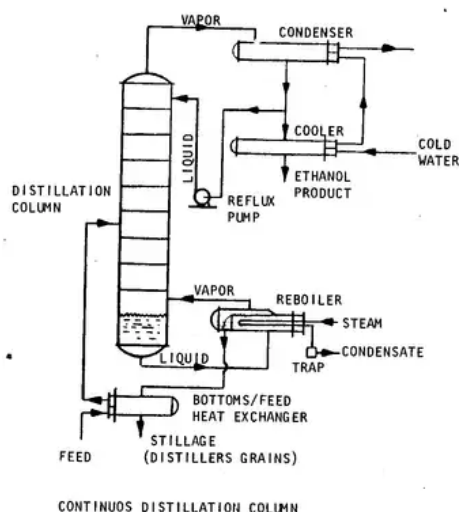 VAPOR
CONDENSER
COOLER
COLD
WATER
LIQUID
ETHANOL
PRODUCT
REFLUX
PUMP
DISTILLATION
COLUMN
VAPOR
REBOILER
STEAM
CONDENSATE
TRAP
LIQUID
BOTTOMS/FEED
HEAT EXCHANGER
STILLAGE
(DISTILLERS GRAINS)
FEED
CONTINUOS DISTILLATION COLUMN